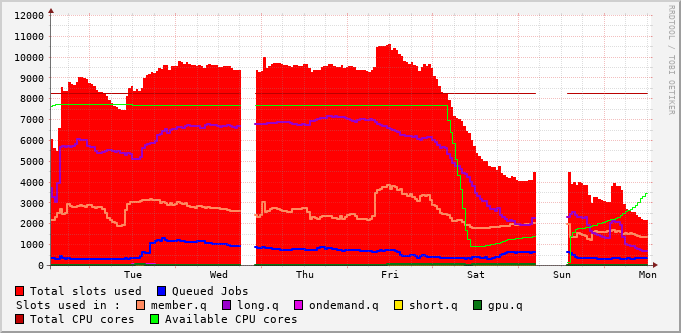 12000
11000
10000
9000
8000
7000
6000
5000
4000
3000
2000
1000
0
Tue Wed Thu Fri Sat Sun Mon
RRDTOOL / TOBI OETIKER
Total slots used Queued Jobs
Slots used in : member.q long.q ondemand.q short.q gpu.q
Total CPU cores Available CPU cores